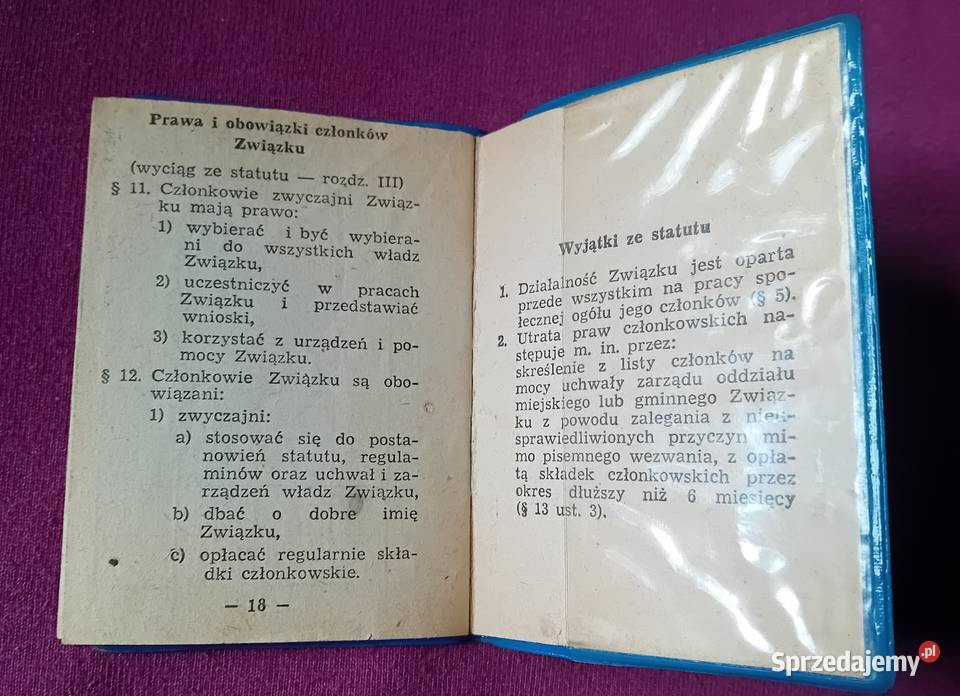 Prawa i obowiązki członków
Związku
(wyciąg ze statutu — rozdz. III)
§ 11. Członkowie zwyczajni Związ-
ku mają prawo:
1) wybierać i być wybiera-
ni do wszystkich władz
Związku,
2) uczestniczyć w pracach
Związku i przedstawiać
wnioski,
3) korzystać z urządzeń i po-
mocy Związku.
§ 12. Członkowie Związku są obo-
wiązani:
1) zwyczajni:
a) stosować się do posta-
nowień statutu, regula-
minów oraz uchwał i za-
rządzeń władz Związku,
b) dbać o dobre imię
Związku,
c) opłacać regularnie skła-
dki członkowskie.
— 18 —
Wyjątki ze statutu
1. Działalność Związku jest oparta
przede wszystkim na pracy spo-
łecznej ogółu jego członków (§ 5).
2. Utrata praw członkowskich na-
stępuje m. in. przez:
skreślenie z listy członków na
mocy uchwały zarządu oddziału
miejskiego lub gminnego Związ-
ku z powodu zalegania z nieu-
sprawiedliwionych przyczyn mi-
mo pisemnego wezwania, z opła-
tą składek członkowskich przez
okres dłuższy niż 6 miesięcy
(§ 13 ust. 3).
Sprzedajemy.pl